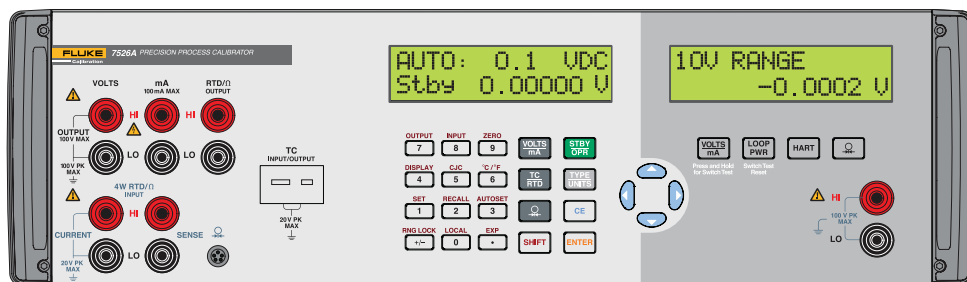 FLUKE 7526A PRECISION PROCESS CALIBRATOR
Calibration
VOLTS mA RTD/Ω
100 mA MAX OUTPUT
HI HI
OUTPUT
100V MAX
LO LO
100V PK
MAX
4W RTD/Ω
INPUT
HI
CURRENT SENSE
LO
20V PK
MAX
TC
INPUT/OUTPUT
20V PK
MAX
AUTO: 0.1 VDC
Stby 0.00000 V
OUTPUT INPUT ZERO
7 8 9 VOLTS STBY
mA OPR
DISPLAY CJC °C/°F
4 5 6 TC TYPE
RTD UNITS
SET RECALL AUTOSET
1 2 3 CE
RNG LOCK LOCAL EXP
+/− 0 • SHIFT ENTER
10V RANGE
-0.0002 V
VOLTS LOOP HART
mA PWR
Press and Hold Switch Test
for Switch Test Reset
HI
100 V PK
MAX
LO